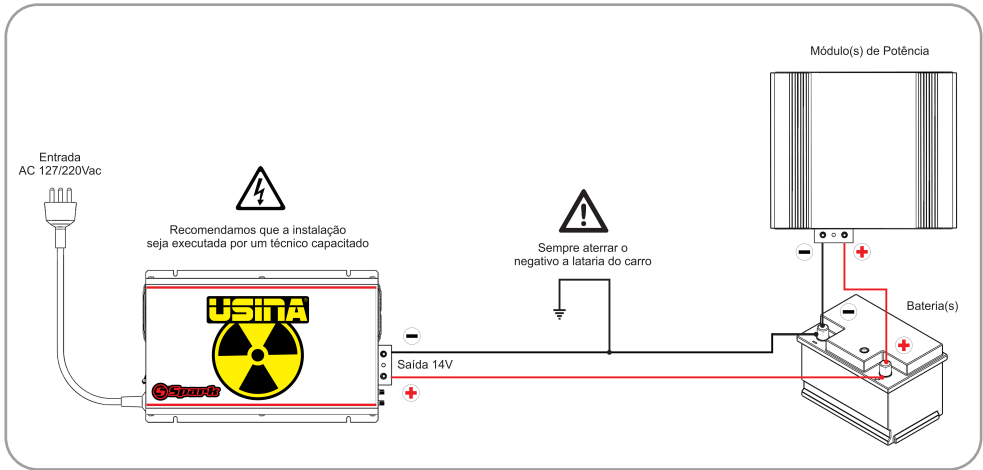 Módulo(s) de Potência
Entrada
AC 127/220Vac
Recomendamos que a instalação
seja executada por um técnico capacitado
Sempre aterrar o
negativo a lataria do carro
Bateria(s)
USINA
Spark
Saída 14V